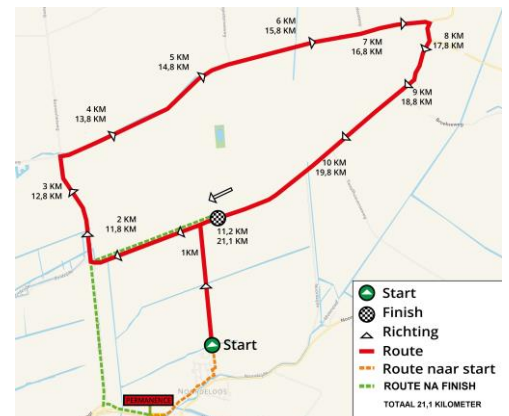 6 KM
15,8 KM
7 KM
16,8 KM
8 KM
17,8 KM
5 KM
14,8 KM
9 KM
18,8 KM
4 KM
13,8 KM
10 KM
19,8 KM
3 KM
12,8 KM
2 KM
11,8 KM
11,2 KM
21,1 KM
1KM
Start
PERMANENCE
Start
Finish
Richting
Route
Route naar start
ROUTE NA FINISH
TOTAAL 21,1 KILOMETER